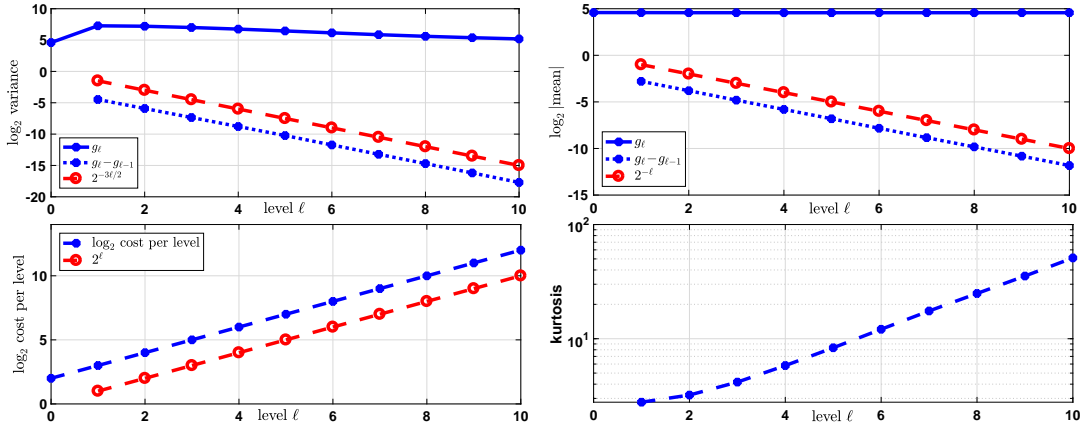 10
5
0
-5
-10
-15
-20
log₂ variance
g_ℓ
g_ℓ−g_{ℓ−1}
2^{−3ℓ/2}
0 2 4 6 8 10
level ℓ
5
0
-5
-10
-15
log₂ |mean|
g_ℓ
g_ℓ−g_{ℓ−1}
2^{−ℓ}
0 2 4 6 8 10
level ℓ
10
5
0
log₂ cost per level
log₂ cost per level
2^ℓ
0 2 4 6 8 10
level ℓ
10²
10¹
kurtosis
0 2 4 6 8 10
level ℓ